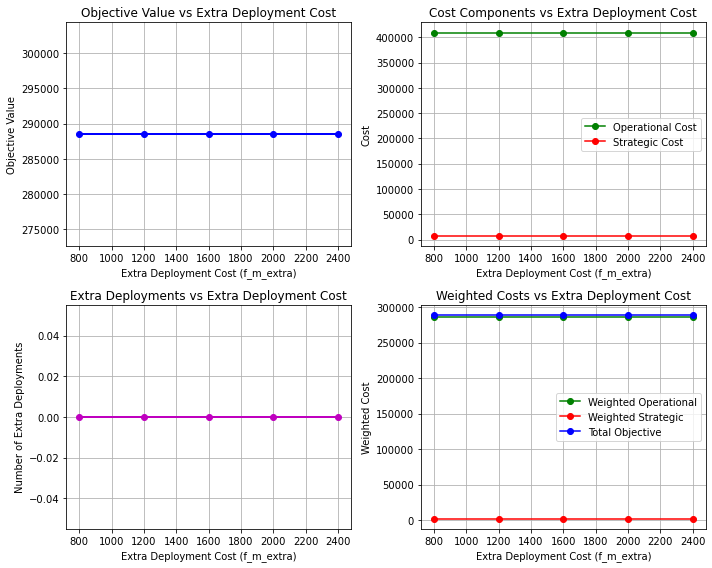 Objective Value vs Extra Deployment Cost
300000
295000
290000
285000
280000
275000
Objective Value
800 1000 1200 1400 1600 1800 2000 2200 2400
Extra Deployment Cost (f_m_extra)
Cost Components vs Extra Deployment Cost
400000
350000
300000
250000
200000
150000
100000
50000
0
Cost
Operational Cost
Strategic Cost
800 1000 1200 1400 1600 1800 2000 2200 2400
Extra Deployment Cost (f_m_extra)
Extra Deployments vs Extra Deployment Cost
0.04
0.02
0.00
−0.02
−0.04
Number of Extra Deployments
800 1000 1200 1400 1600 1800 2000 2200 2400
Extra Deployment Cost (f_m_extra)
Weighted Costs vs Extra Deployment Cost
300000
250000
200000
150000
100000
50000
0
Weighted Cost
Weighted Operational
Weighted Strategic
Total Objective
800 1000 1200 1400 1600 1800 2000 2200 2400
Extra Deployment Cost (f_m_extra)